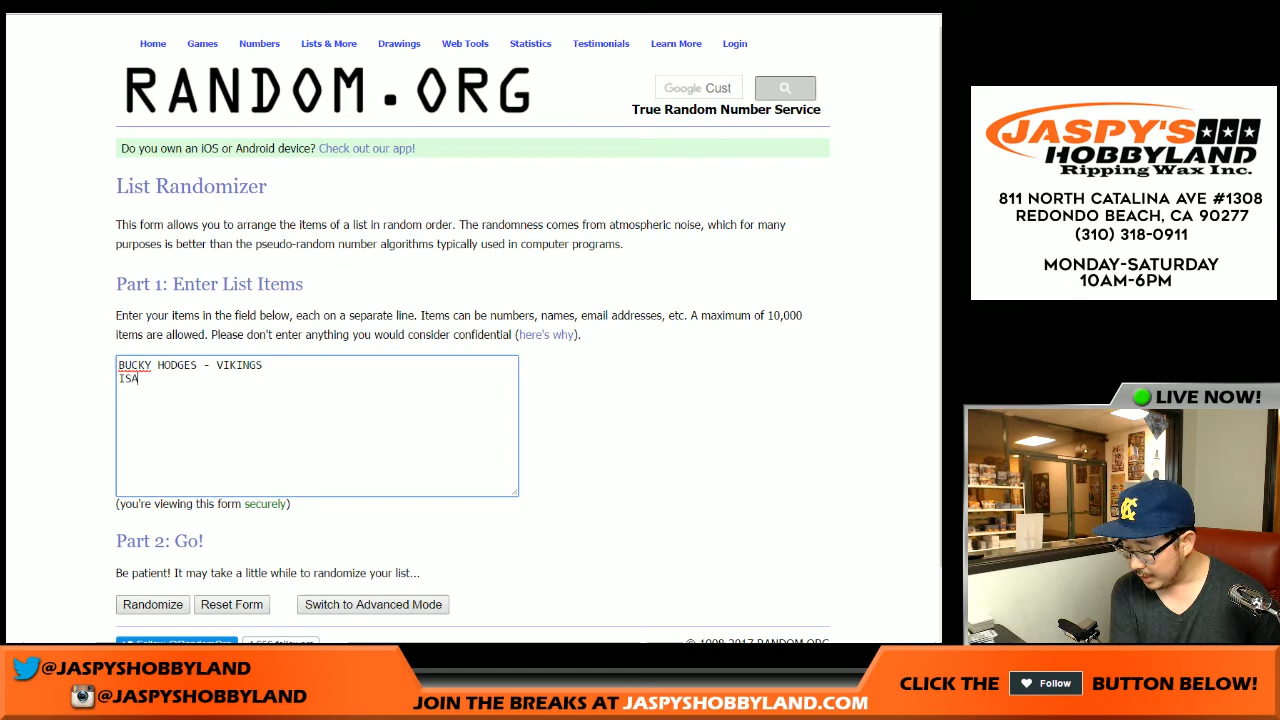 Home Games Numbers Lists & More Drawings Web Tools Statistics Testimonials Learn More Login
RANDOM.ORG
Google Cust
True Random Number Service
Do you own an iOS or Android device? Check out our app!
List Randomizer
This form allows you to arrange the items of a list in random order. The randomness comes from atmospheric noise, which for many
purposes is better than the pseudo-random number algorithms typically used in computer programs.
Part 1: Enter List Items
Enter your items in the field below, each on a separate line. Items can be numbers, names, email addresses, etc. A maximum of 10,000
items are allowed. Please don't enter anything you would consider confidential (here's why).
BUCKY HODGES - VIKINGS
ISA
(you're viewing this form securely)
Part 2: Go!
Be patient! It may take a little while to randomize your list...
Randomize Reset Form Switch to Advanced Mode
© 1998-2017 RANDOM.ORG
JASPY'S
HOBBYLAND
Ripping Wax Inc.
811 NORTH CATALINA AVE #1308
REDONDO BEACH, CA 90277
(310) 318-0911
MONDAY-SATURDAY
10AM-6PM
LIVE NOW!
KC
@JASPYSHOBBYLAND
@JASPYSHOBBYLAND
JOIN THE BREAKS AT JASPYSHOBBYLAND.COM
CLICK THE Follow BUTTON BELOW!